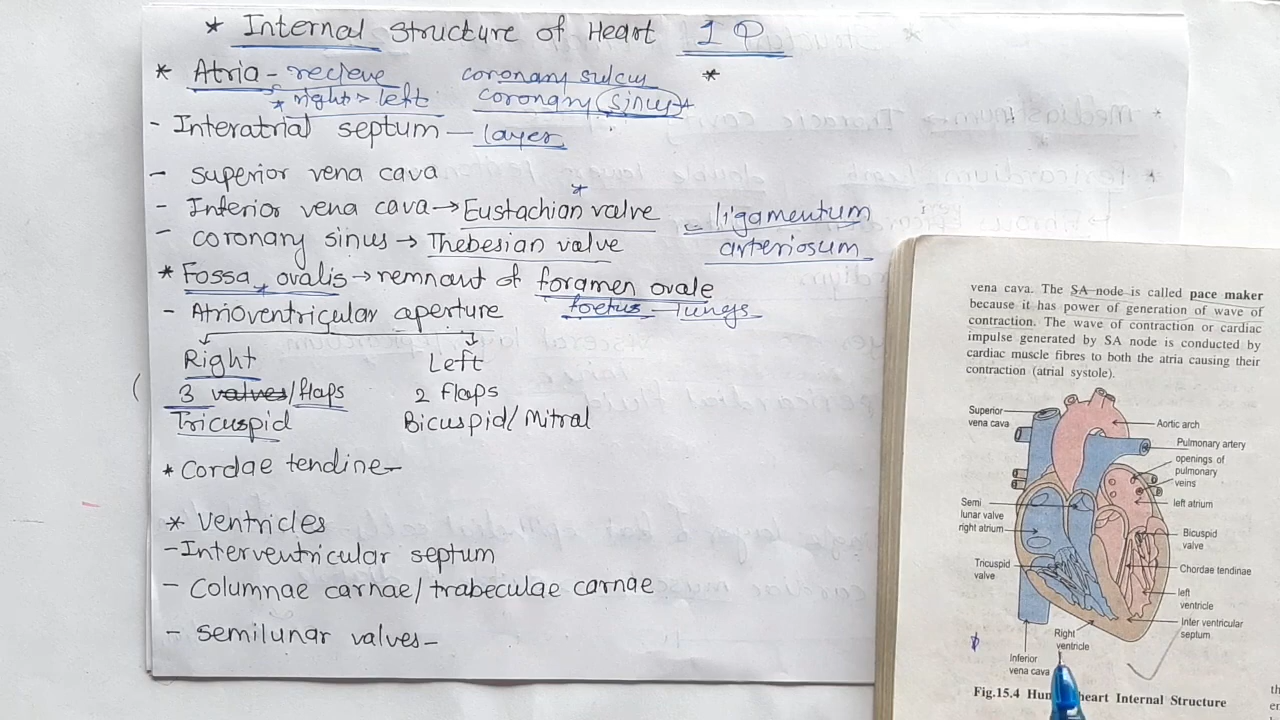 * Internal Structure of Heart 1 Q
* Atria - recieve coronary sulcus *
* right > left coronary sinus *
- Interatrial septum - layer
- superior vena cava
- Inferior vena cava → Eustachian valve * - ligamentum
- coronary sinus → Thebesian valve arteriosum
* Fossa ovalis → remnant of foramen ovale
- Atrioventricular aperture foetus - lungs
Right Left
3 valves/flaps 2 flaps
Tricuspid Bicuspid/Mitral
* Cordae tendine -
* ventricles
- Interventricular septum
- Columnae carnae/trabeculae carnae
- semilunar valves -
vena cava. The SA node is called pace maker
because it has power of generation of wave of
contraction. The wave of contraction or cardiac
impulse generated by SA node is conducted by
cardiac muscle fibres to both the atria causing their
contraction (atrial systole).
Superior
vena cava
Aortic arch
Pulmonary artery
openings of
pulmonary
veins
Semi
lunar valve
left atrium
right atrium
Bicuspid
valve
Tricuspid
valve
Chordae tendinae
left
ventricle
Inter ventricular
septum
Right
ventricle
Inferior
vena cava
Fig.15.4 heart Internal Structure